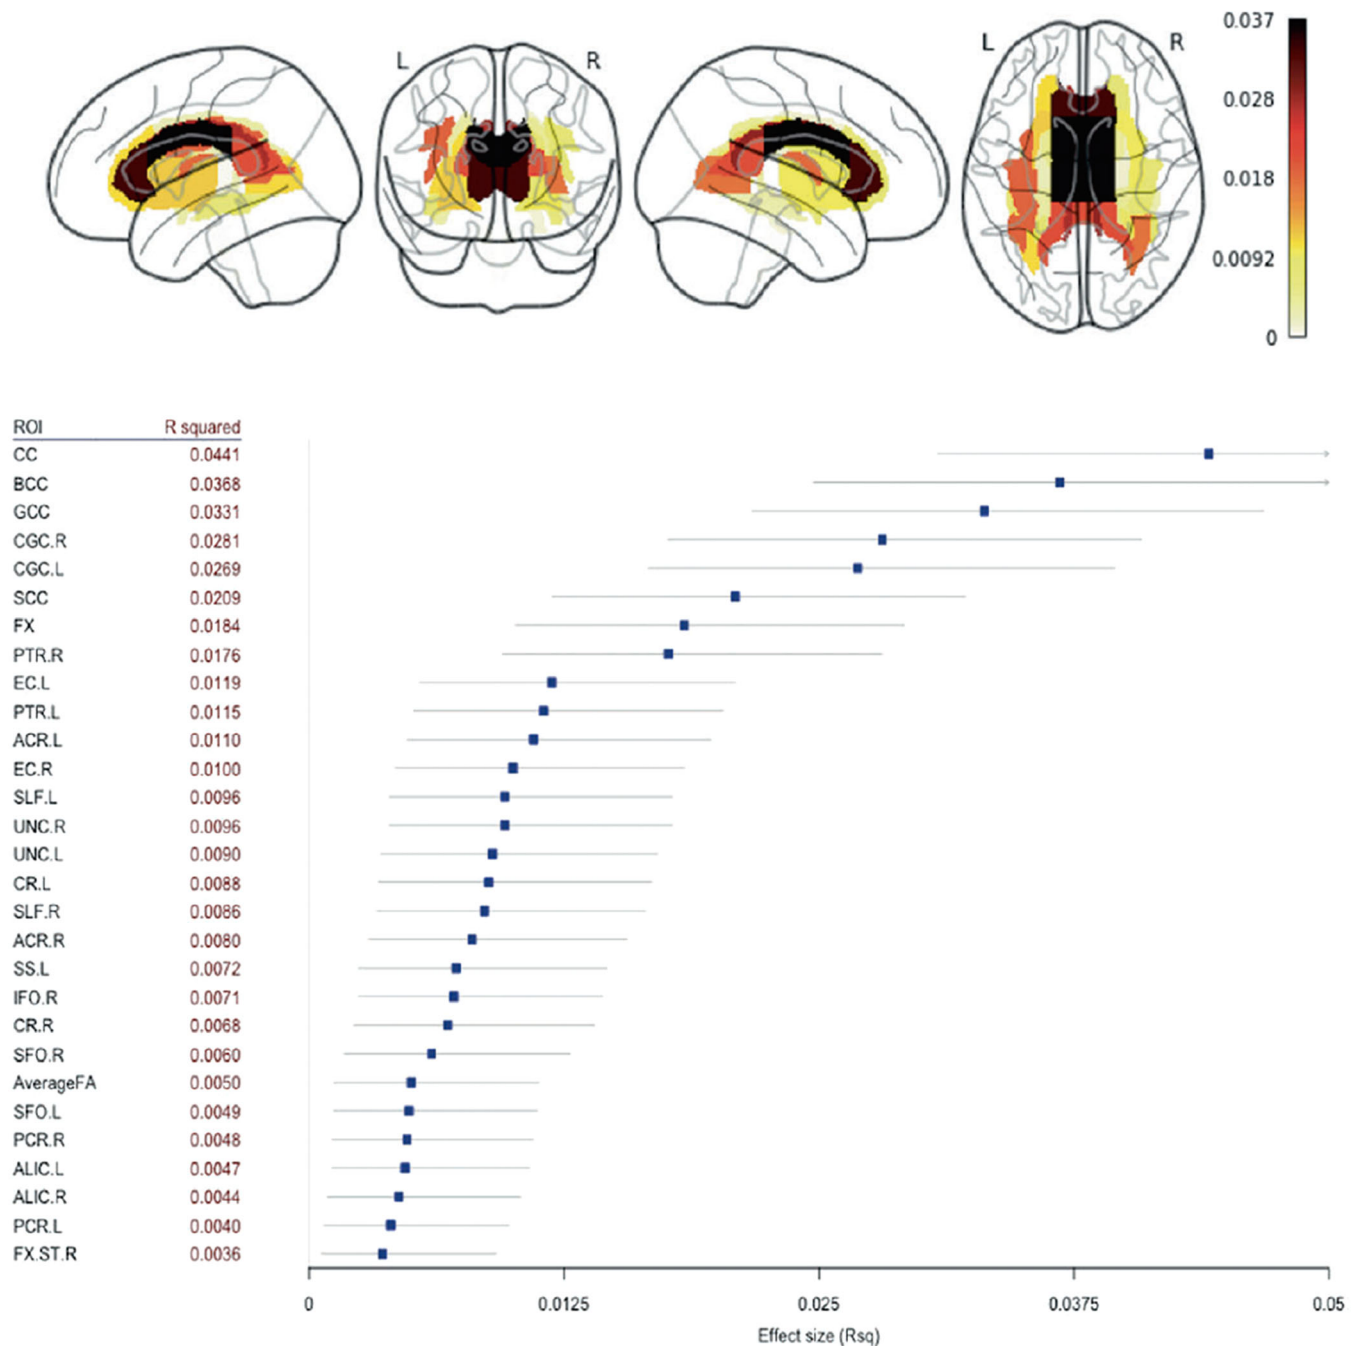 L R L R
0.037
0.028
0.018
0.0092
0
ROI R squared
CC 0.0441
BCC 0.0368
GCC 0.0331
CGC.R 0.0281
CGC.L 0.0269
SCC 0.0209
FX 0.0184
PTR.R 0.0176
EC.L 0.0119
PTR.L 0.0115
ACR.L 0.0110
EC.R 0.0100
SLF.L 0.0096
UNC.R 0.0096
UNC.L 0.0090
CR.L 0.0088
SLF.R 0.0086
ACR.R 0.0080
SS.L 0.0072
IFO.R 0.0071
CR.R 0.0068
SFO.R 0.0060
AverageFA 0.0050
SFO.L 0.0049
PCR.R 0.0048
ALIC.L 0.0047
ALIC.R 0.0044
PCR.L 0.0040
FX.ST.R 0.0036
0 0.0125 0.025 0.0375 0.05
Effect size (Rsq)